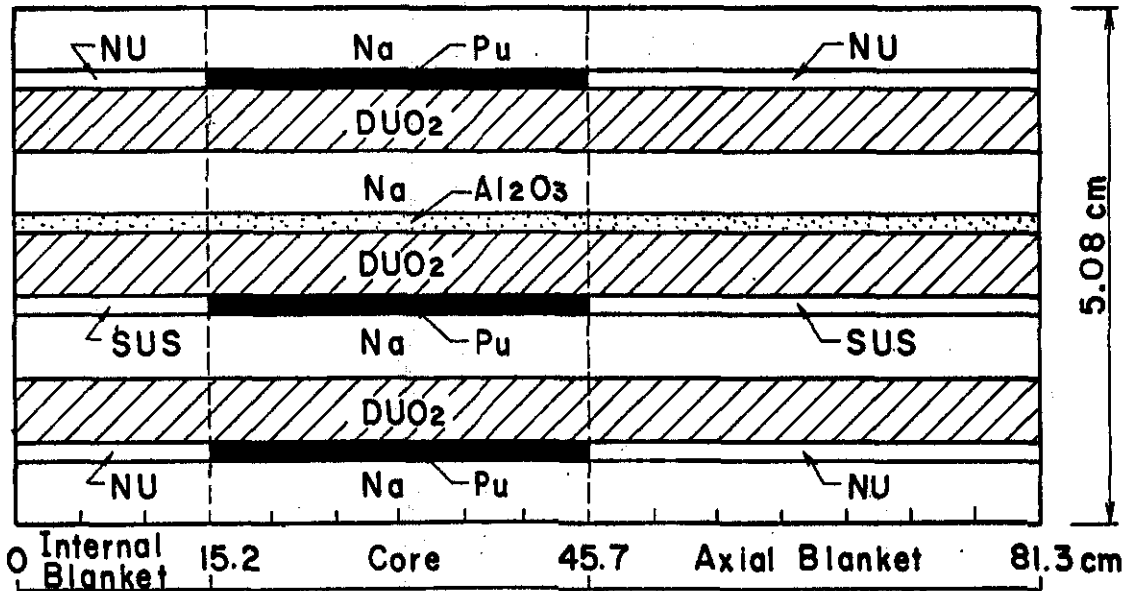 NU Na Pu NU
DUO2
Na Al2O3
DUO2
SUS Na Pu SUS
DUO2
NU Na Pu NU
5.08 cm
0 Internal Blanket 15.2 Core 45.7 Axial Blanket 81.3 cm